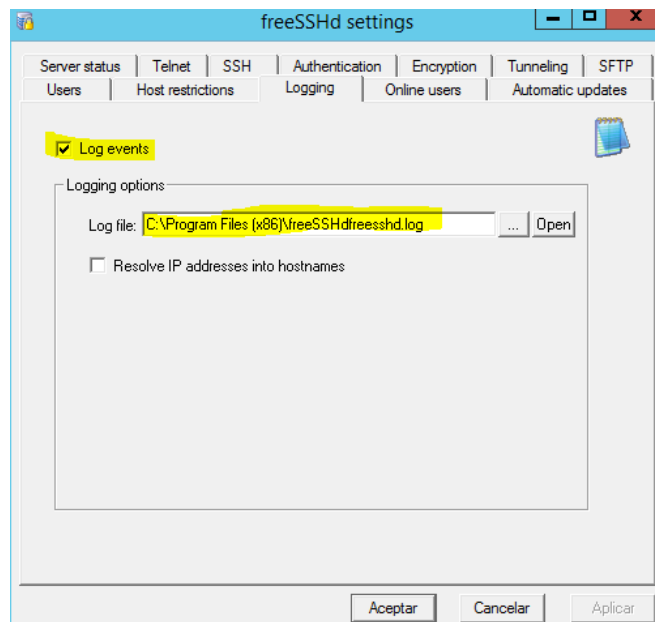 freeSSHd settings
Server status Telnet SSH Authentication Encryption Tunneling SFTP
Users Host restrictions Logging Online users Automatic updates
Log events
Logging options
Log file: C:\Program Files (x86)\freeSSHdfreesshd.log ... Open
Resolve IP addresses into hostnames
Aceptar Cancelar Aplicar